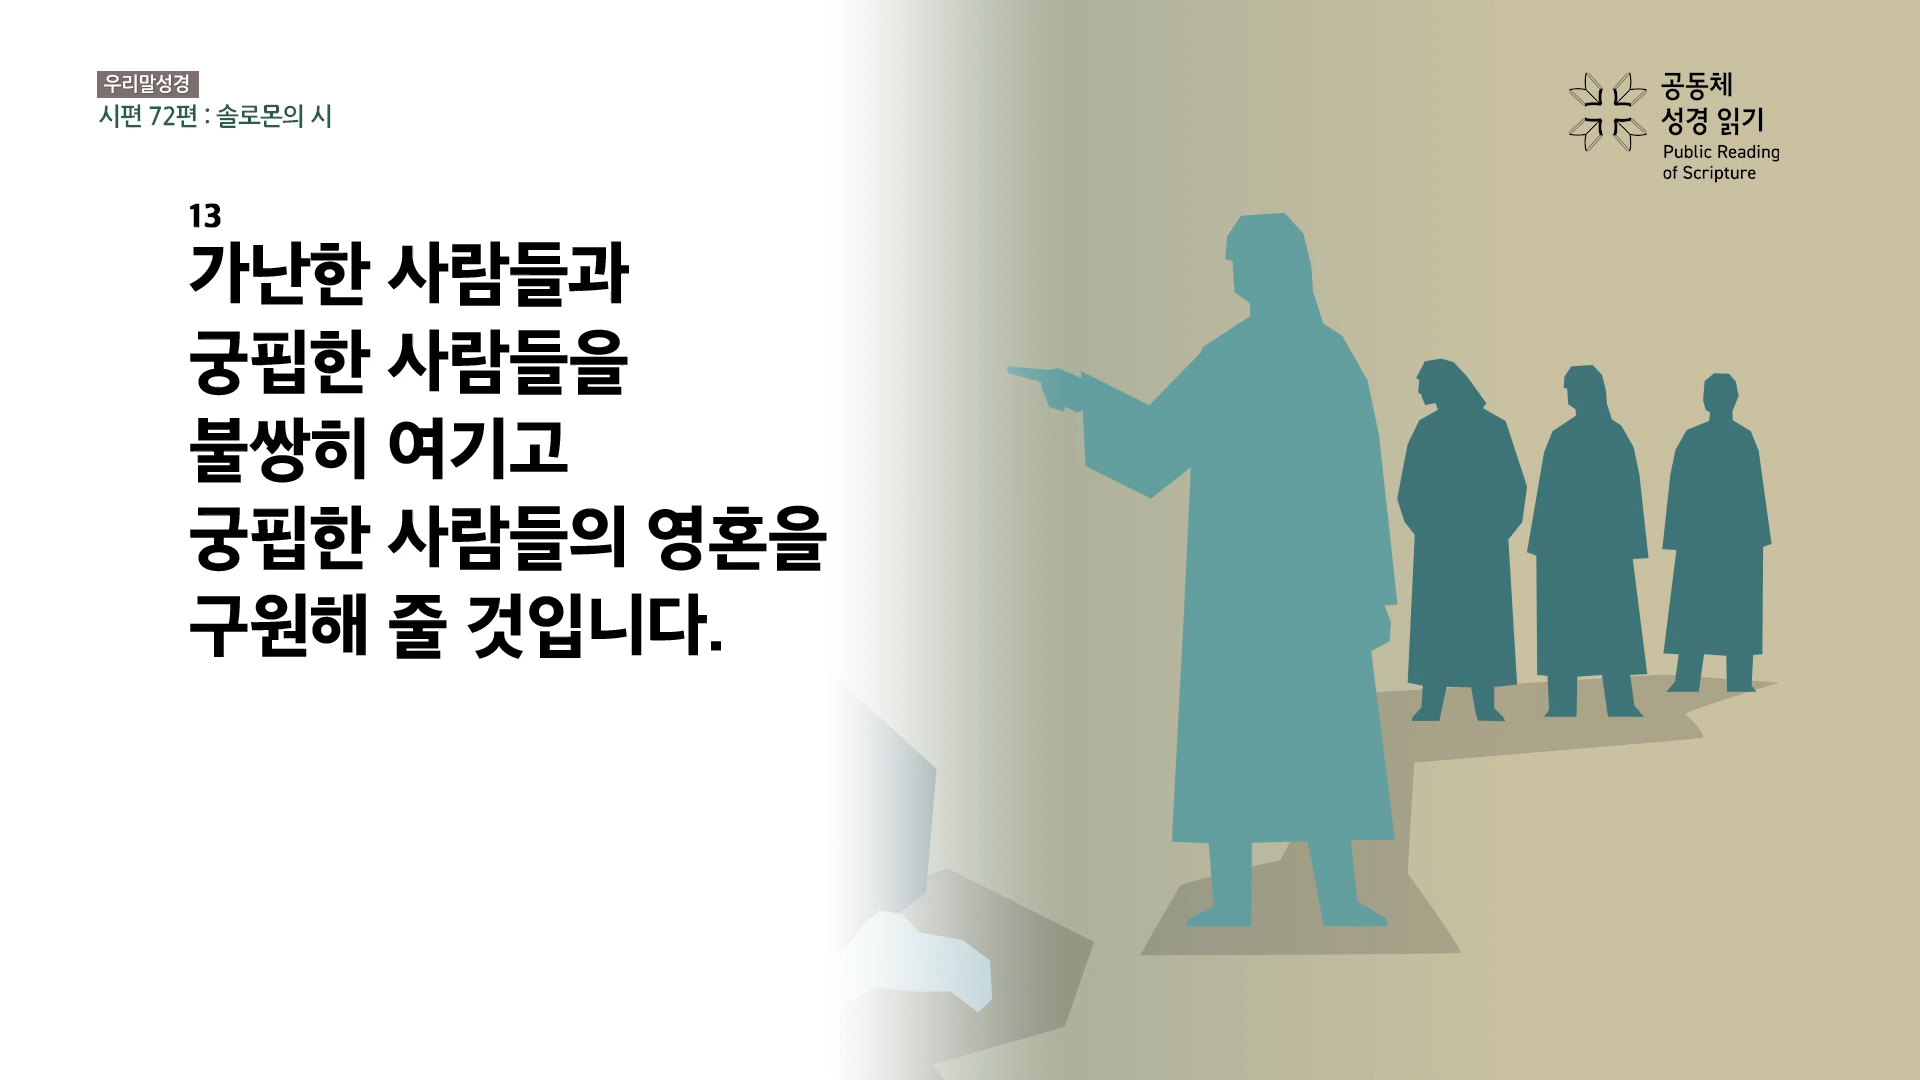 우리말성경
시편 72편 : 솔로몬의 시
공동체
성경 읽기
Public Reading
of Scripture
13
가난한 사람들과
궁핍한 사람들을
불쌍히 여기고
궁핍한 사람들의 영혼을
구원해 줄 것입니다.